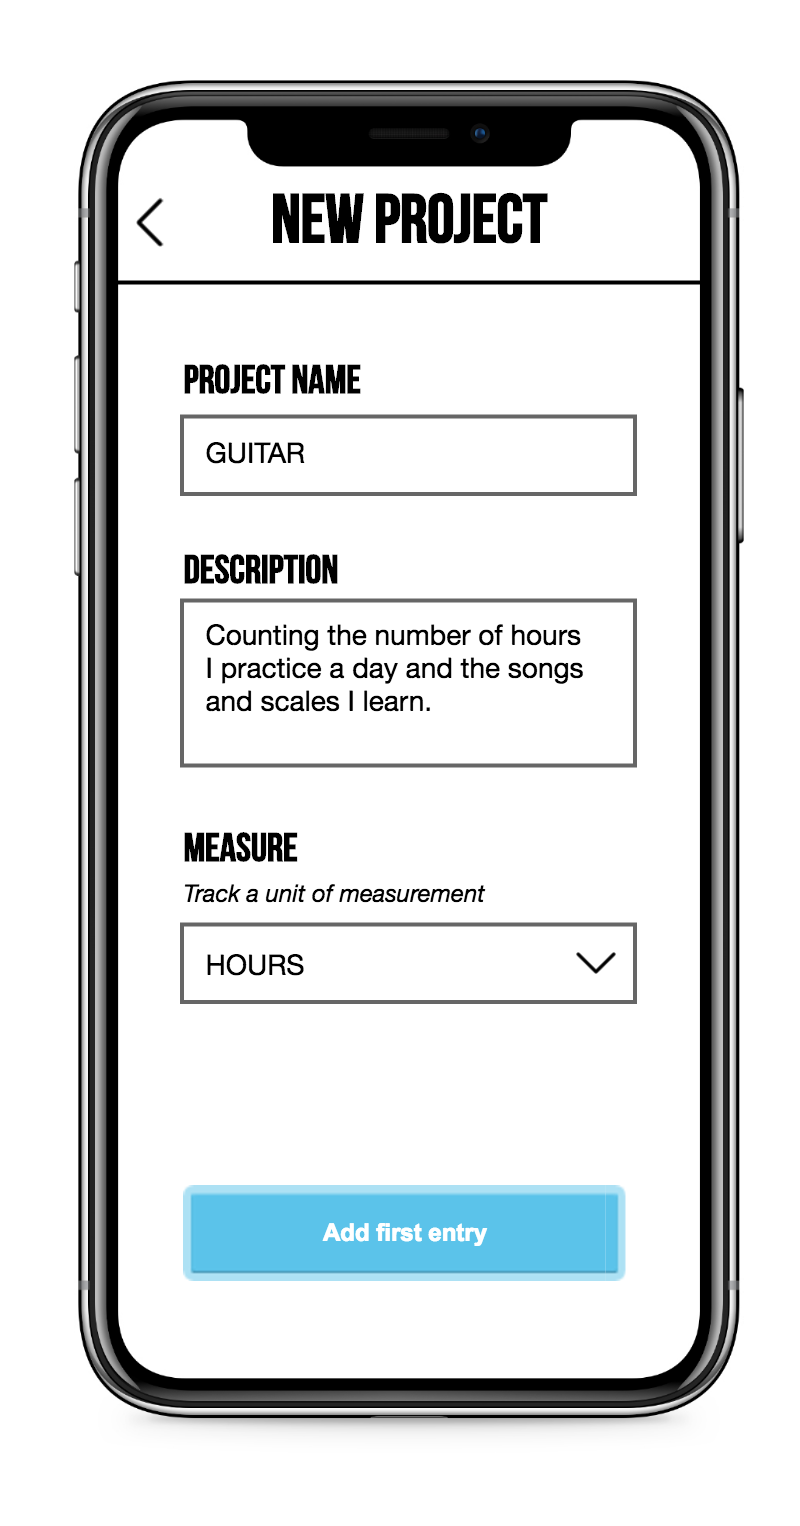 NEW PROJECT
PROJECT NAME
GUITAR
DESCRIPTION
Counting the number of hours
I practice a day and the songs
and scales I learn.
MEASURE
Track a unit of measurement
HOURS
Add first entry